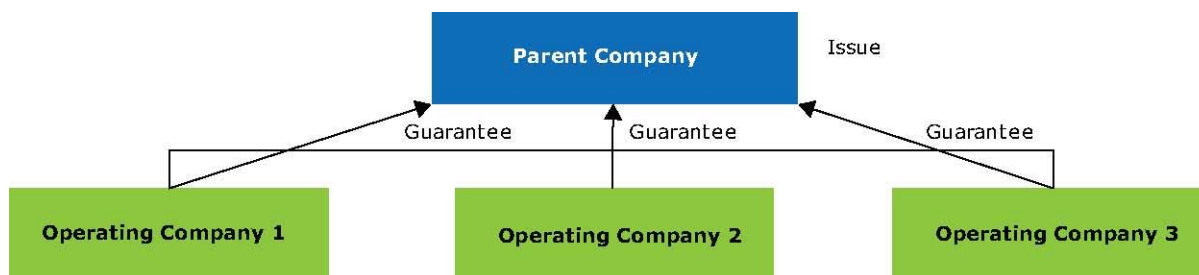 Parent Company
Issue
Guarantee Guarantee Guarantee
Operating Company 1 Operating Company 2 Operating Company 3